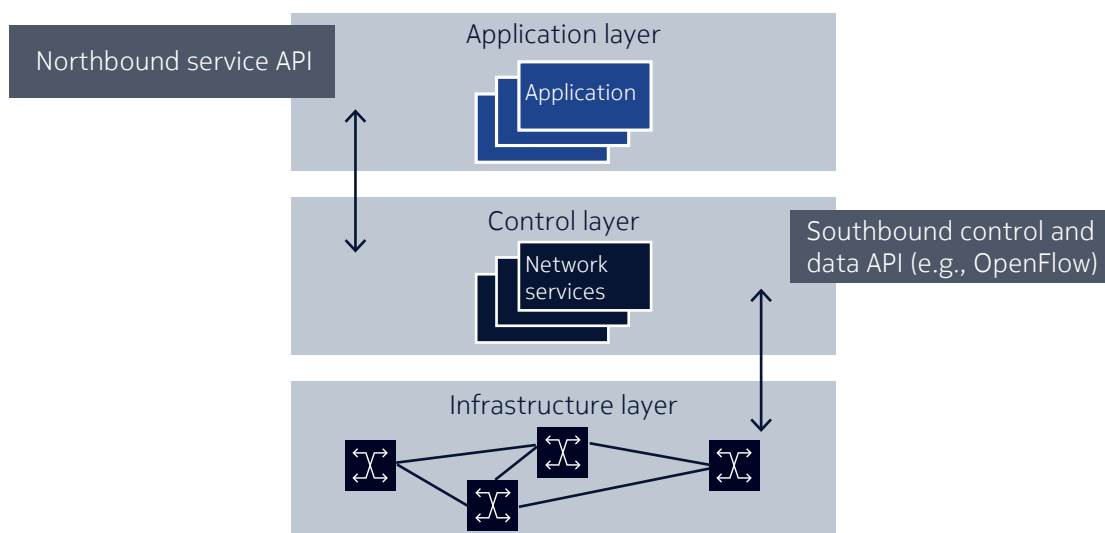 Application layer
Northbound service API
Application
Control layer
Southbound control and
data API (e.g., OpenFlow)
Network
services
Infrastructure layer